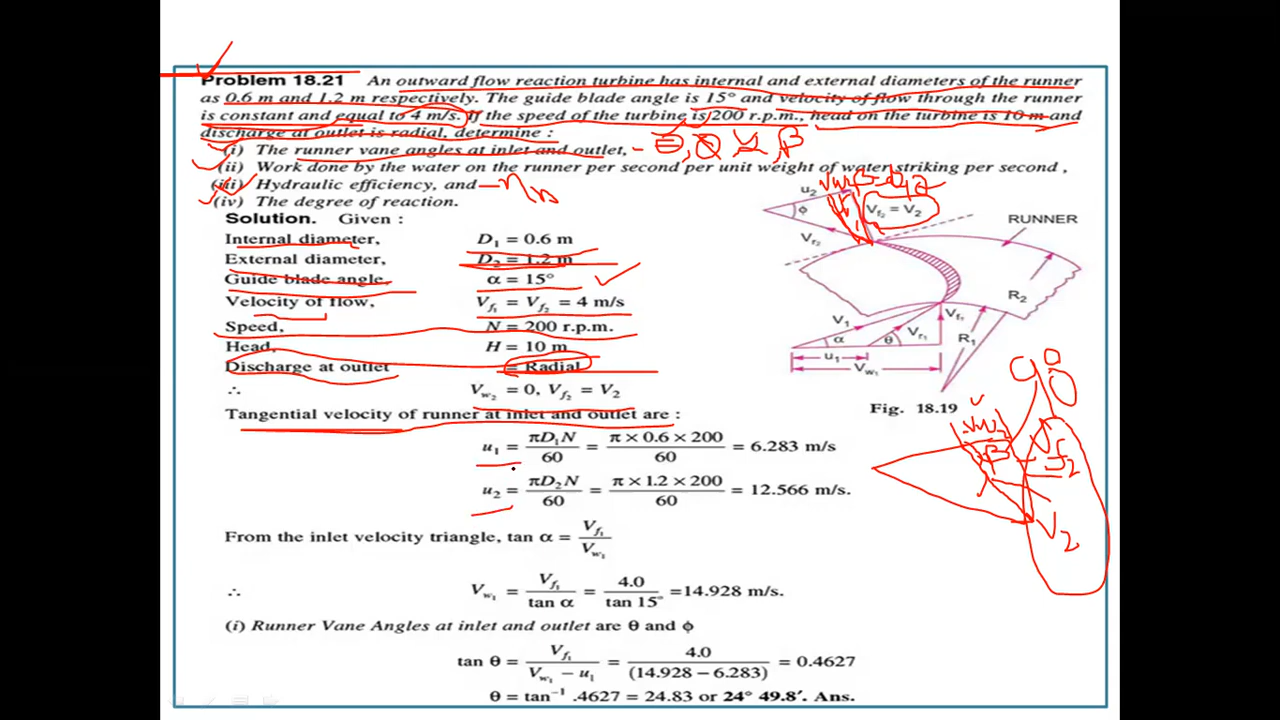 Problem 18.21 An outward flow reaction turbine has internal and external diameters of the runner
as 0.6 m and 1.2 m respectively. The guide blade angle is 15° and velocity of flow through the runner
is constant and equal to 4 m/s. If the speed of the turbine is 200 r.p.m., head on the turbine is 10 m and
discharge at outlet is radial, determine :
(i) The runner vane angles at inlet and outlet, - θ, Φ α, β
(ii) Work done by the water on the runner per second per unit weight of water striking per second ,
(iii) Hydraulic efficiency, and - ηh
(iv) The degree of reaction.
Solution. Given :
Internal diameter, D₁ = 0.6 m
External diameter, D₂ = 1.2 m
Guide blade angle, α = 15°
Velocity of flow, Vf₁ = Vf₂ = 4 m/s
Speed, N = 200 r.p.m.
Head, H = 10 m
Discharge at outlet = Radial
∴ Vw₂ = 0, Vf₂ = V₂
u₂
φ
Vf₂ = V₂
Vr₂
RUNNER
R₂
V₁
Vr₁
Vf₁
R₁
α
θ
u₁
Vw₁
Fig. 18.19
90
Vw₂
β
Vf₂
V₂
Tangential velocity of runner at inlet and outlet are :
u₁ = πD₁N / 60 = π × 0.6 × 200 / 60 = 6.283 m/s
u₂ = πD₂N / 60 = π × 1.2 × 200 / 60 = 12.566 m/s.
From the inlet velocity triangle, tan α = Vf₁ / Vw₁
∴ Vw₁ = Vf₁ / tan α = 4.0 / tan 15° =14.928 m/s.
(i) Runner Vane Angles at inlet and outlet are θ and φ
tan θ = Vf₁ / Vw₁ − u₁ = 4.0 / (14.928 − 6.283) = 0.4627
θ = tan⁻¹ .4627 = 24.83 or 24° 49.8′. Ans.